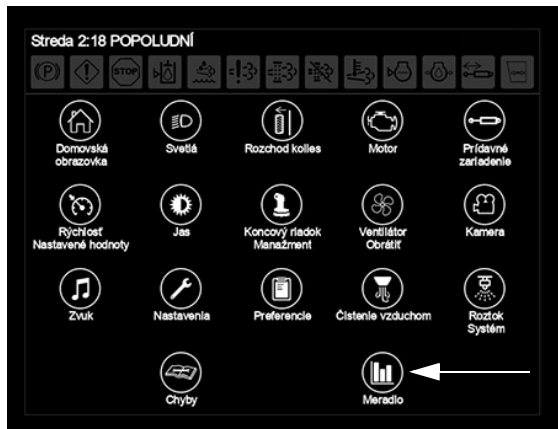 Streda 2:18 POPOLUDNÍ
(P) STOP
Domovská obrazovka
Svetlá
Rozchod kolies
Motor
Prídavné zariadenie
Rýchlosť Nastavené hodnoty
Jas
Koncový riadok Manažment
Ventilátor Obrátiť
Kamera
Zvuk
Nastavenia
Preferencie
Čistenie vzduchom
Roztok Systém
Chyby
Meradlo